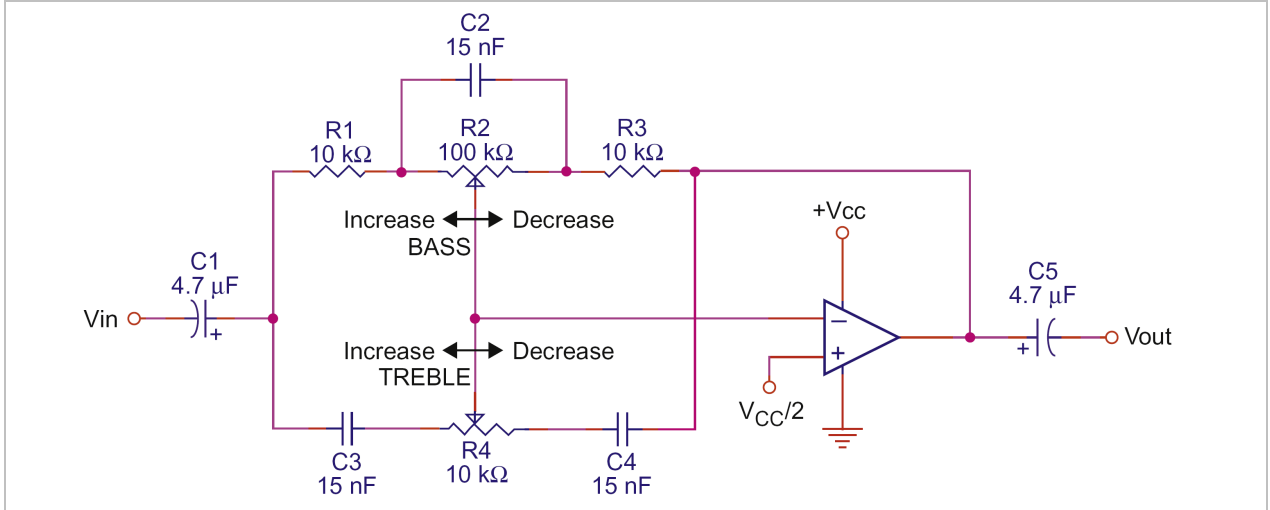 C2
15 nF
R1
10 kΩ
R2
100 kΩ
R3
10 kΩ
Increase
Decrease
BASS
+VCC
C1
4.7 μF
C5
4.7 μF
Vin
+
−
+
+
Vout
Increase
Decrease
TREBLE
VCC/2
C3
15 nF
R4
10 kΩ
C4
15 nF